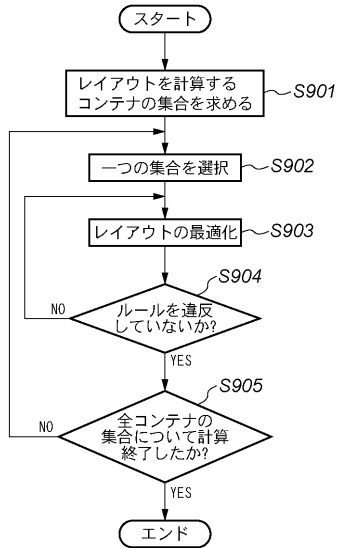 スタート
レイアウトを計算する
コンテナの集合を求める
S901
一つの集合を選択
S902
レイアウトの最適化
S903
S904
ルールを違反
していないか?
NO
YES
S905
全コンテナの
集合について計算
終了したか?
NO
YES
エンド